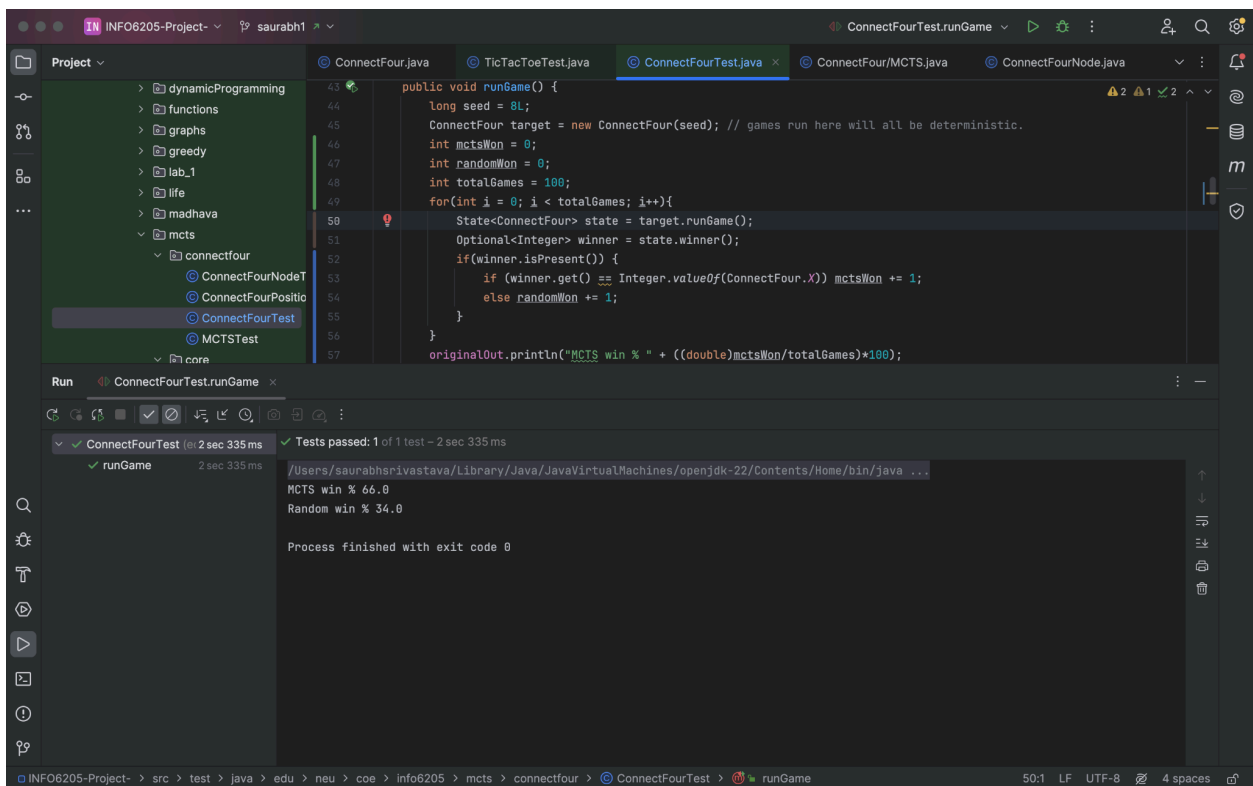 IN INFO6205-Project- saurabh1 ConnectFourTest.runGame
Project ConnectFour.java TicTacToeTest.java ConnectFourTest.java ConnectFour/MCTS.java ConnectFourNode.java
dynamicProgramming
functions
graphs
greedy
lab_1
life
madhava
mcts
connectfour
ConnectFourNodeT
ConnectFourPositio
ConnectFourTest
MCTSTest
core
2 1 2
43 public void runGame() {
44 long seed = 8L;
45 ConnectFour target = new ConnectFour(seed); // games run here will all be deterministic.
46 int mctsWon = 0;
47 int randomWon = 0;
48 int totalGames = 100;
49 for(int i = 0; i < totalGames; i++){
50 State<ConnectFour> state = target.runGame();
51 Optional<Integer> winner = state.winner();
52 if(winner.isPresent()) {
53 if (winner.get() == Integer.valueOf(ConnectFour.X)) mctsWon += 1;
54 else randomWon += 1;
55 }
56 }
57 originalOut.println("MCTS win % " + ((double)mctsWon/totalGames)*100);
m
Run ConnectFourTest.runGame
ConnectFourTest (ec 2 sec 335 ms
runGame 2 sec 335 ms
Tests passed: 1 of 1 test – 2 sec 335 ms
/Users/saurabhsrivastava/Library/Java/JavaVirtualMachines/openjdk-22/Contents/Home/bin/java ...
MCTS win % 66.0
Random win % 34.0
Process finished with exit code 0
INFO6205-Project- > src > test > java > edu > neu > coe > info6205 > mcts > connectfour > ConnectFourTest > runGame 50:1 LF UTF-8 4 spaces